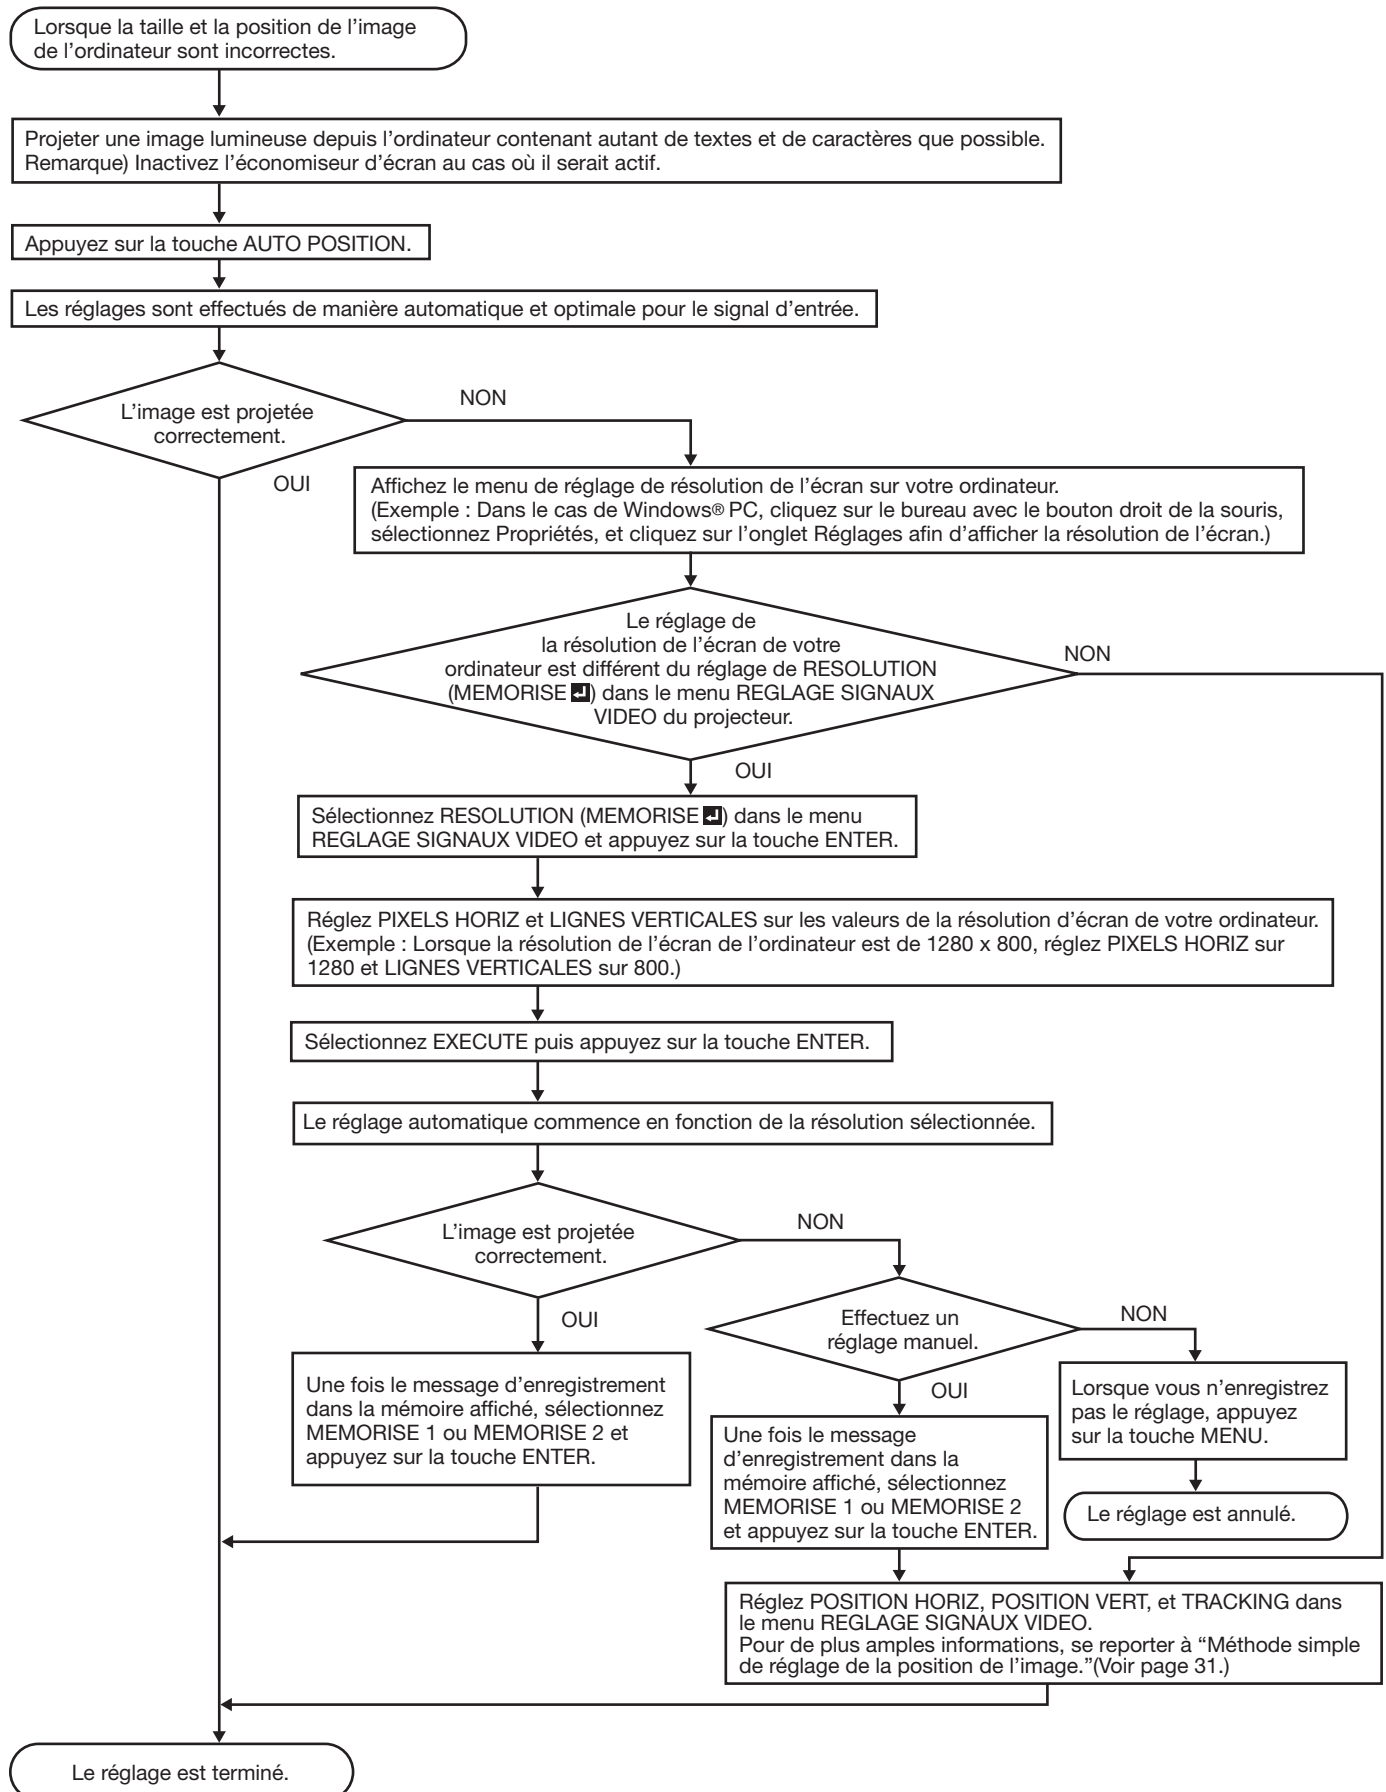 Lorsque la taille et la position de l’image
de l’ordinateur sont incorrectes.
Projeter une image lumineuse depuis l’ordinateur contenant autant de textes et de caractères que possible.
Remarque) Inactivez l’économiseur d’écran au cas où il serait actif.
Appuyez sur la touche AUTO POSITION.
Les réglages sont effectués de manière automatique et optimale pour le signal d’entrée.
L’image est projetée
correctement.
NON
OUI
Affichez le menu de réglage de résolution de l’écran sur votre ordinateur.
(Exemple : Dans le cas de Windows® PC, cliquez sur le bureau avec le bouton droit de la souris,
sélectionnez Propriétés, et cliquez sur l’onglet Réglages afin d’afficher la résolution de l’écran.)
Le réglage de
la résolution de l’écran de votre
ordinateur est différent du réglage de RESOLUTION
(MEMORISE ↵) dans le menu REGLAGE SIGNAUX
VIDEO du projecteur.
NON
OUI
Sélectionnez RESOLUTION (MEMORISE ↵) dans le menu
REGLAGE SIGNAUX VIDEO et appuyez sur la touche ENTER.
Réglez PIXELS HORIZ et LIGNES VERTICALES sur les valeurs de la résolution d’écran de votre ordinateur.
(Exemple : Lorsque la résolution de l’écran de l’ordinateur est de 1280 x 800, réglez PIXELS HORIZ sur
1280 et LIGNES VERTICALES sur 800.)
Sélectionnez EXECUTE puis appuyez sur la touche ENTER.
Le réglage automatique commence en fonction de la résolution sélectionnée.
L’image est projetée
correctement.
NON
OUI
Effectuez un
réglage manuel.
NON
OUI
Une fois le message d’enregistrement
dans la mémoire affiché, sélectionnez
MEMORISE 1 ou MEMORISE 2 et
appuyez sur la touche ENTER.
Une fois le message
d’enregistrement dans la
mémoire affiché, sélectionnez
MEMORISE 1 ou MEMORISE 2
et appuyez sur la touche ENTER.
Lorsque vous n’enregistrez
pas le réglage, appuyez
sur la touche MENU.
Le réglage est annulé.
Réglez POSITION HORIZ, POSITION VERT, et TRACKING dans
le menu REGLAGE SIGNAUX VIDEO.
Pour de plus amples informations, se reporter à “Méthode simple
de réglage de la position de l’image.”(Voir page 31.)
Le réglage est terminé.